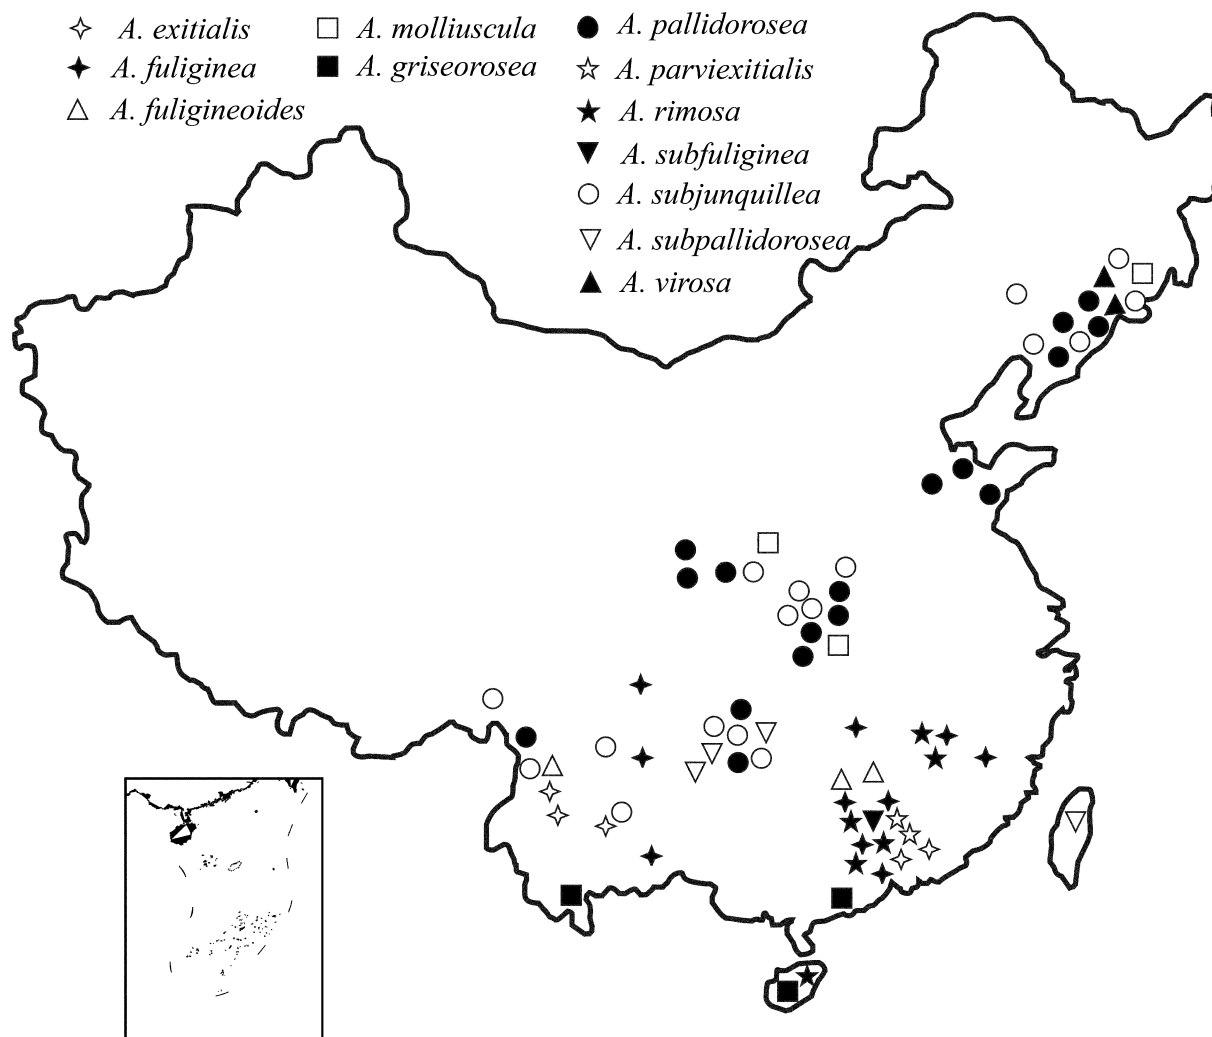 A. exitialis
A. fuliginea
A. fuligineoides
A. molliuscula
A. griseorosea
A. pallidorosea
A. parviexitialis
A. rimosa
A. subfuliginea
A. subjunquillea
A. subpallidorosea
A. virosa